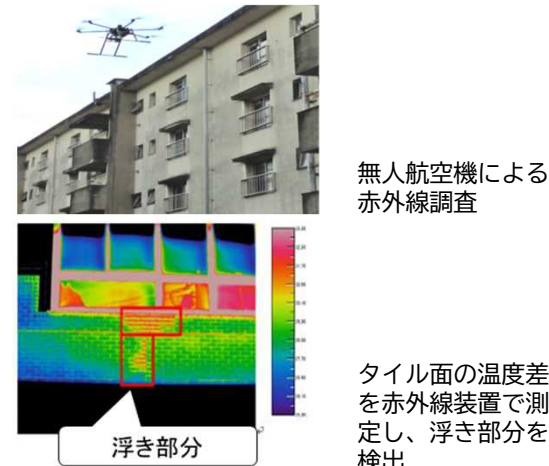 無人航空機による
赤外線調査
タイル面の温度差
を赤外線装置で測
定し、浮き部分を
検出
浮き部分